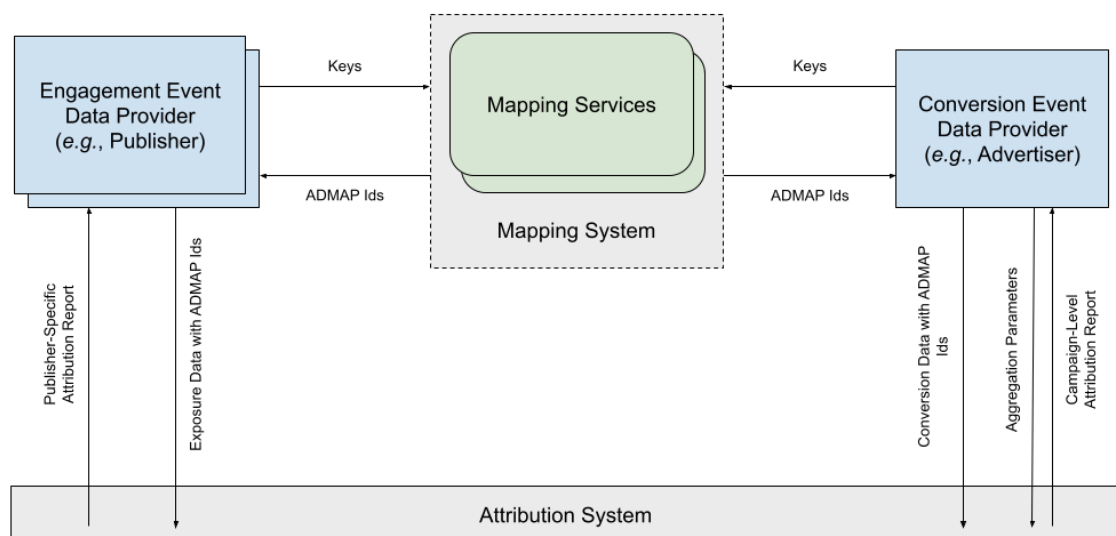 Engagement Event
Data Provider
(e.g., Publisher)
Keys
ADMAP Ids
Mapping Services
Mapping System
Keys
ADMAP Ids
Conversion Event
Data Provider
(e.g., Advertiser)
Publisher-Specific
Attribution Report
Exposure Data with ADMAP Ids
Conversion Data with ADMAP
Ids
Aggregation Parameters
Campaign-Level
Attribution Report
Attribution System